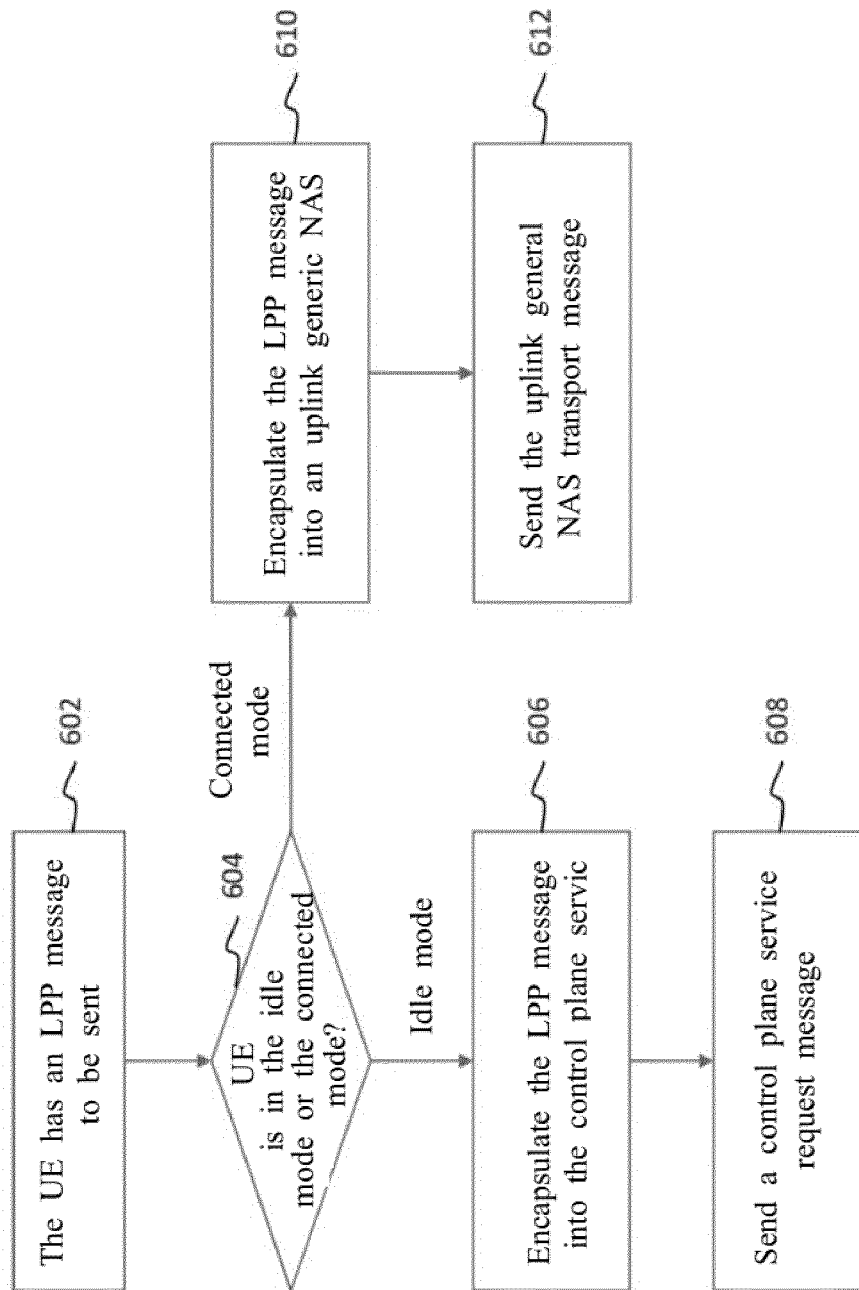 The UE has an LPP message
to be sent
602
UE
is in the idle
mode or the connected
mode?
604
Connected
mode
Idle mode
Encapsulate the LPP message
into the control plane servic
606
Send a control plane service
request message
608
Encapsulate the LPP message
into an uplink generic NAS
610
Send the uplink general
NAS transport message
612